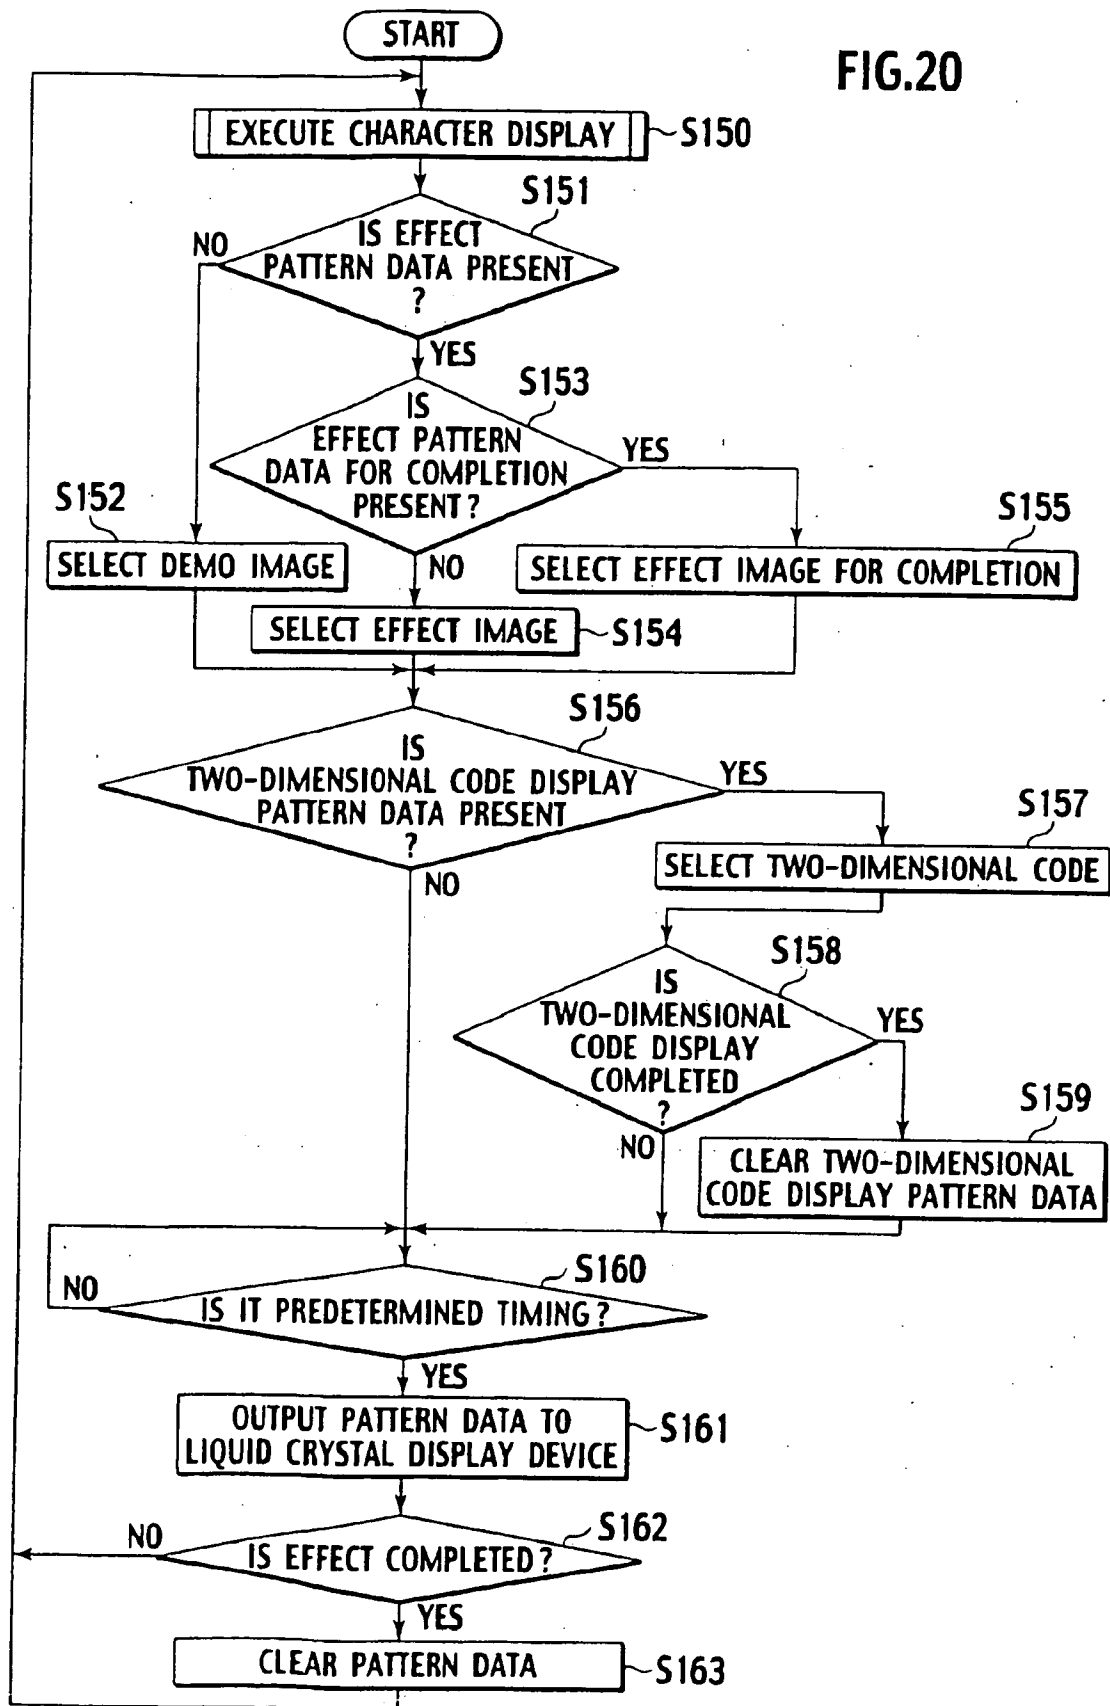 START
FIG.20
EXECUTE CHARACTER DISPLAY
S150
S151
NO
IS EFFECT
PATTERN DATA PRESENT
?
YES
S153
IS
EFFECT PATTERN
DATA FOR COMPLETION
PRESENT?
YES
S152
S155
SELECT DEMO IMAGE
NO
SELECT EFFECT IMAGE FOR COMPLETION
SELECT EFFECT IMAGE
S154
S156
IS
TWO-DIMENSIONAL CODE DISPLAY
PATTERN DATA PRESENT
?
YES
NO
S157
SELECT TWO-DIMENSIONAL CODE
S158
IS
TWO-DIMENSIONAL
CODE DISPLAY
COMPLETED
?
YES
NO
S159
CLEAR TWO-DIMENSIONAL
CODE DISPLAY PATTERN DATA
S160
NO
IS IT PREDETERMINED TIMING?
YES
OUTPUT PATTERN DATA TO
LIQUID CRYSTAL DISPLAY DEVICE
S161
S162
NO
IS EFFECT COMPLETED?
YES
CLEAR PATTERN DATA
S163